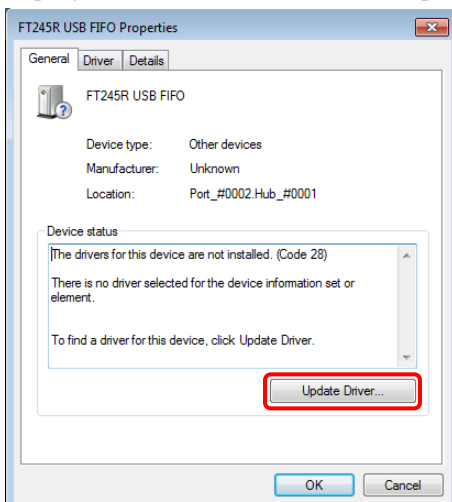 FT245R USB FIFO Properties
General Driver Details
FT245R USB FIFO
Device type: Other devices
Manufacturer: Unknown
Location: Port_#0002.Hub_#0001
Device status
The drivers for this device are not installed. (Code 28)
There is no driver selected for the device information set or
element.
To find a driver for this device, click Update Driver.
Update Driver...
OK Cancel